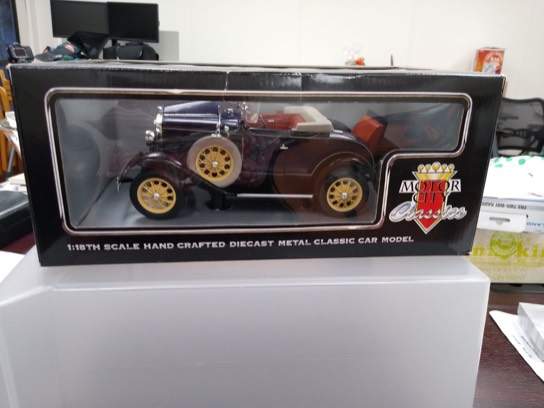 MOTOR
CITY
Classics
1:18TH SCALE HAND CRAFTED DIECAST METAL CLASSIC CAR MODEL